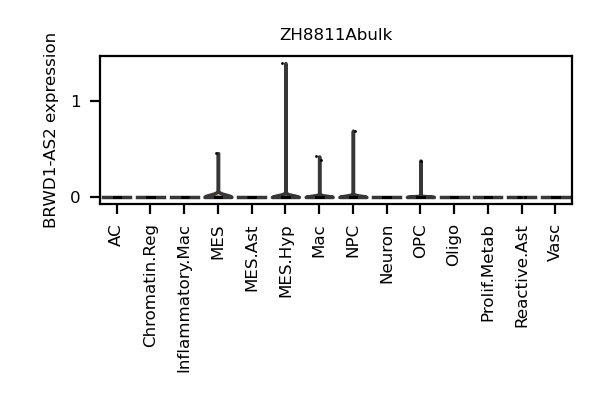 ZH8811Abulk
BRWD1-AS2 expression
1
0
AC
Chromatin.Reg
Inflammatory.Mac
MES
MES.Ast
MES.Hyp
Mac
NPC
Neuron
OPC
Oligo
Prolif.Metab
Reactive.Ast
Vasc